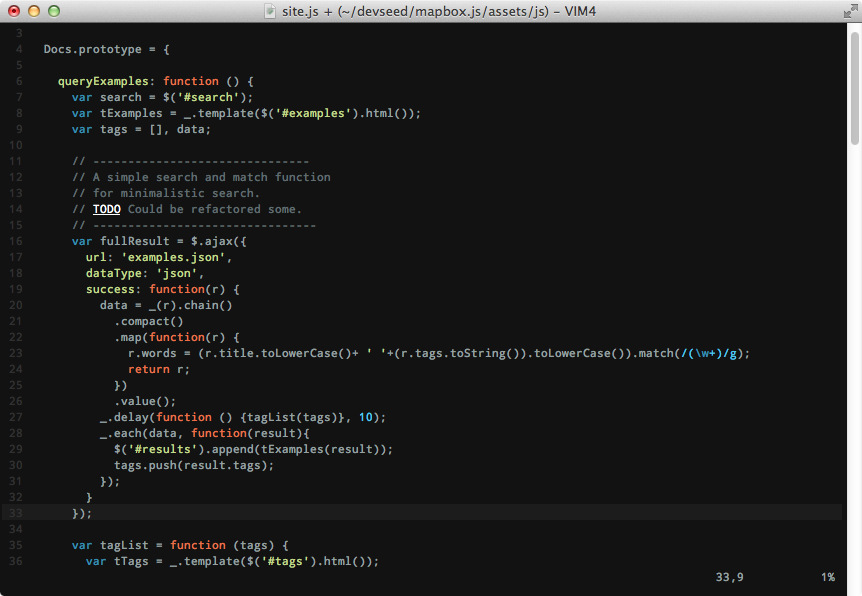 site.js + (~/devseed/mapbox.js/assets/js) – VIM4
3
4   Docs.prototype = {
5
6     queryExamples: function () {
7       var search = $('#search');
8       var tExamples = _.template($('#examples').html());
9       var tags = [], data;
10
11       // -------------------------------
12       // A simple search and match function
13       // for minimalistic search.
14       // TODO Could be refactored some.
15       // --------------------------------
16       var fullResult = $.ajax({
17         url: 'examples.json',
18         dataType: 'json',
19         success: function(r) {
20           data = _(r).chain()
21             .compact()
22             .map(function(r) {
23               r.words = (r.title.toLowerCase()+ ' '+(r.tags.toString()).toLowerCase()).match(/(\w+)/g);
24               return r;
25             })
26             .value();
27           _.delay(function () {tagList(tags)}, 10);
28           _.each(data, function(result){
29             $('#results').append(tExamples(result));
30             tags.push(result.tags);
31           });
32         }
33       });
34
35       var tagList = function (tags) {
36         var tTags = _.template($('#tags').html());
33,9 1%